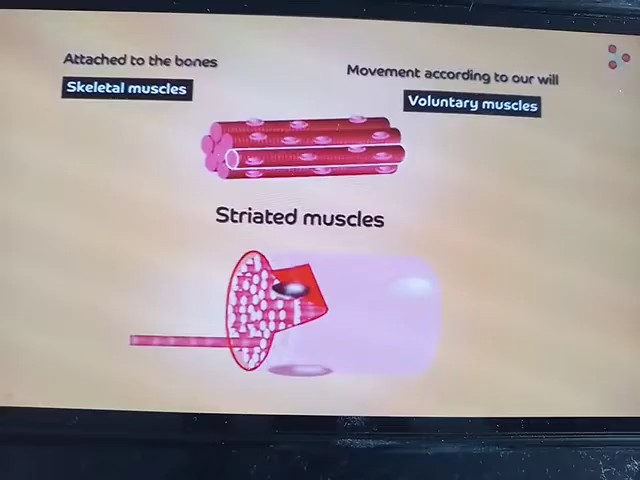 Attached to the bones
Skeletal muscles
Movement according to our will
Voluntary muscles
Striated muscles